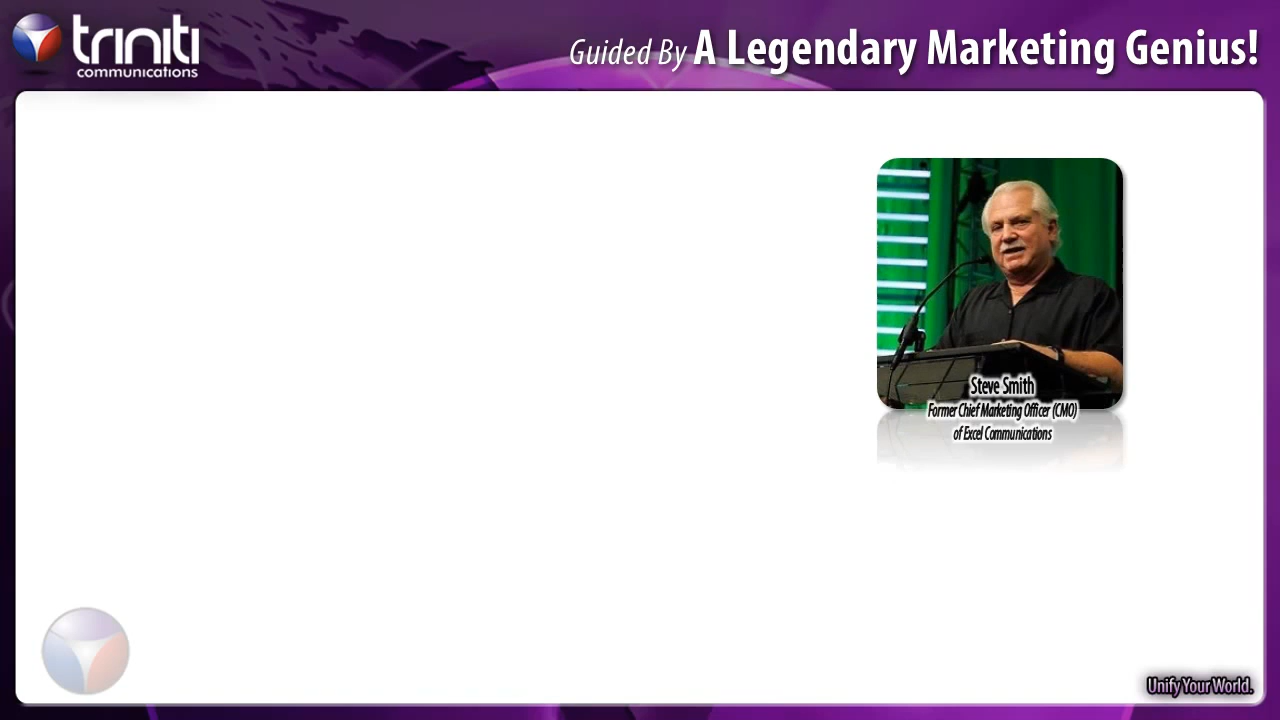 triniti
communications
Guided By A Legendary Marketing Genius!
Steve Smith
Former Chief Marketing Officer (CMO)
of Excel Communications
Unify Your World.